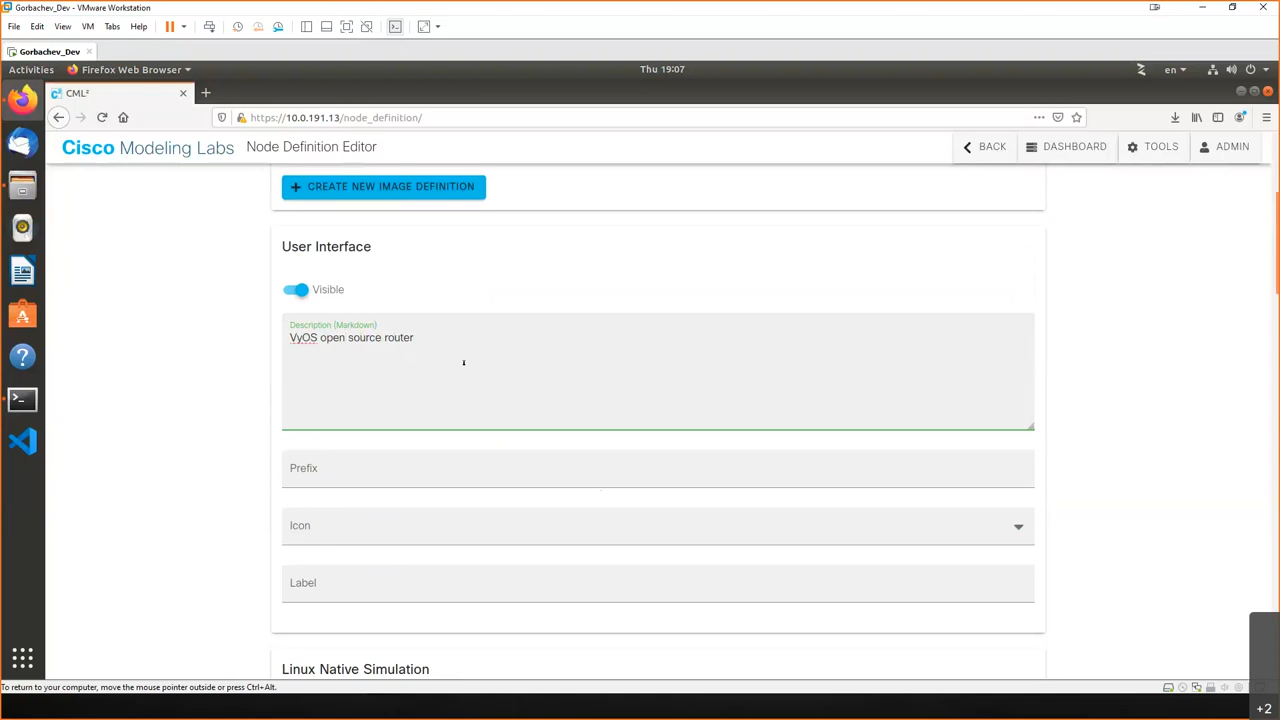 Gorbachev_Dev - VMware Workstation
File Edit View VM Tabs Help
Gorbachev_Dev
Activities Firefox Web Browser Thu 19:07 en
CML²
https://10.0.191.13/node_definition/
Cisco Modeling Labs Node Definition Editor BACK DASHBOARD TOOLS ADMIN
+ CREATE NEW IMAGE DEFINITION
User Interface
Visible
Description (Markdown)
VyOS open source router
Prefix
Icon
Label
Linux Native Simulation
To return to your computer, move the mouse pointer outside or press Ctrl+Alt.
+2